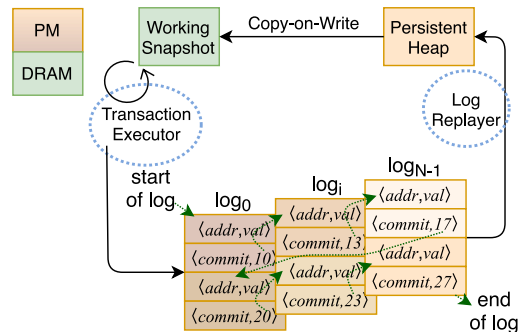 PM
DRAM
Working
Snapshot
Copy-on-Write
Persistent
Heap
Transaction
Executor
Log
Replayer
start
of log
log0
⟨addr,val⟩
⟨commit,10⟩
⟨addr,val⟩
⟨commit,20⟩
logi
⟨addr,val⟩
⟨commit,13⟩
⟨addr,val⟩
⟨commit,23⟩
logN-1
⟨addr,val⟩
⟨commit,17⟩
⟨addr,val⟩
⟨commit,27⟩
end
of log